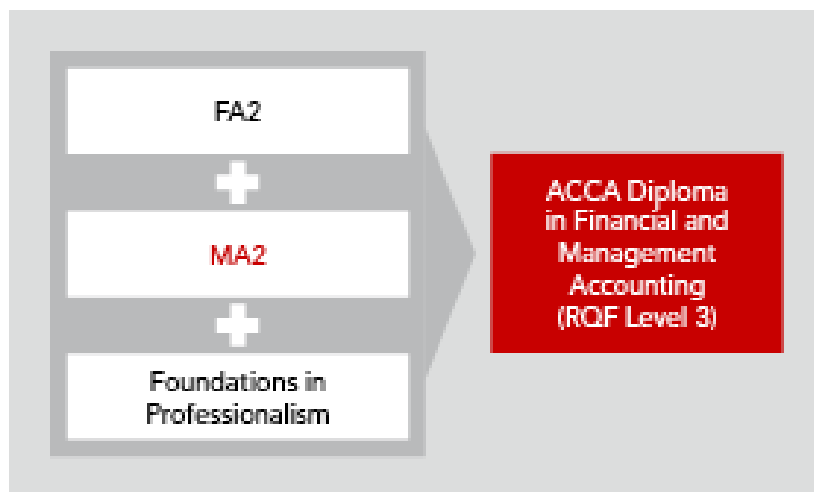 FA2
MA2
Foundations in
Professionalism
ACCA Diploma
in Financial and
Management
Accounting
(RQF Level 3)